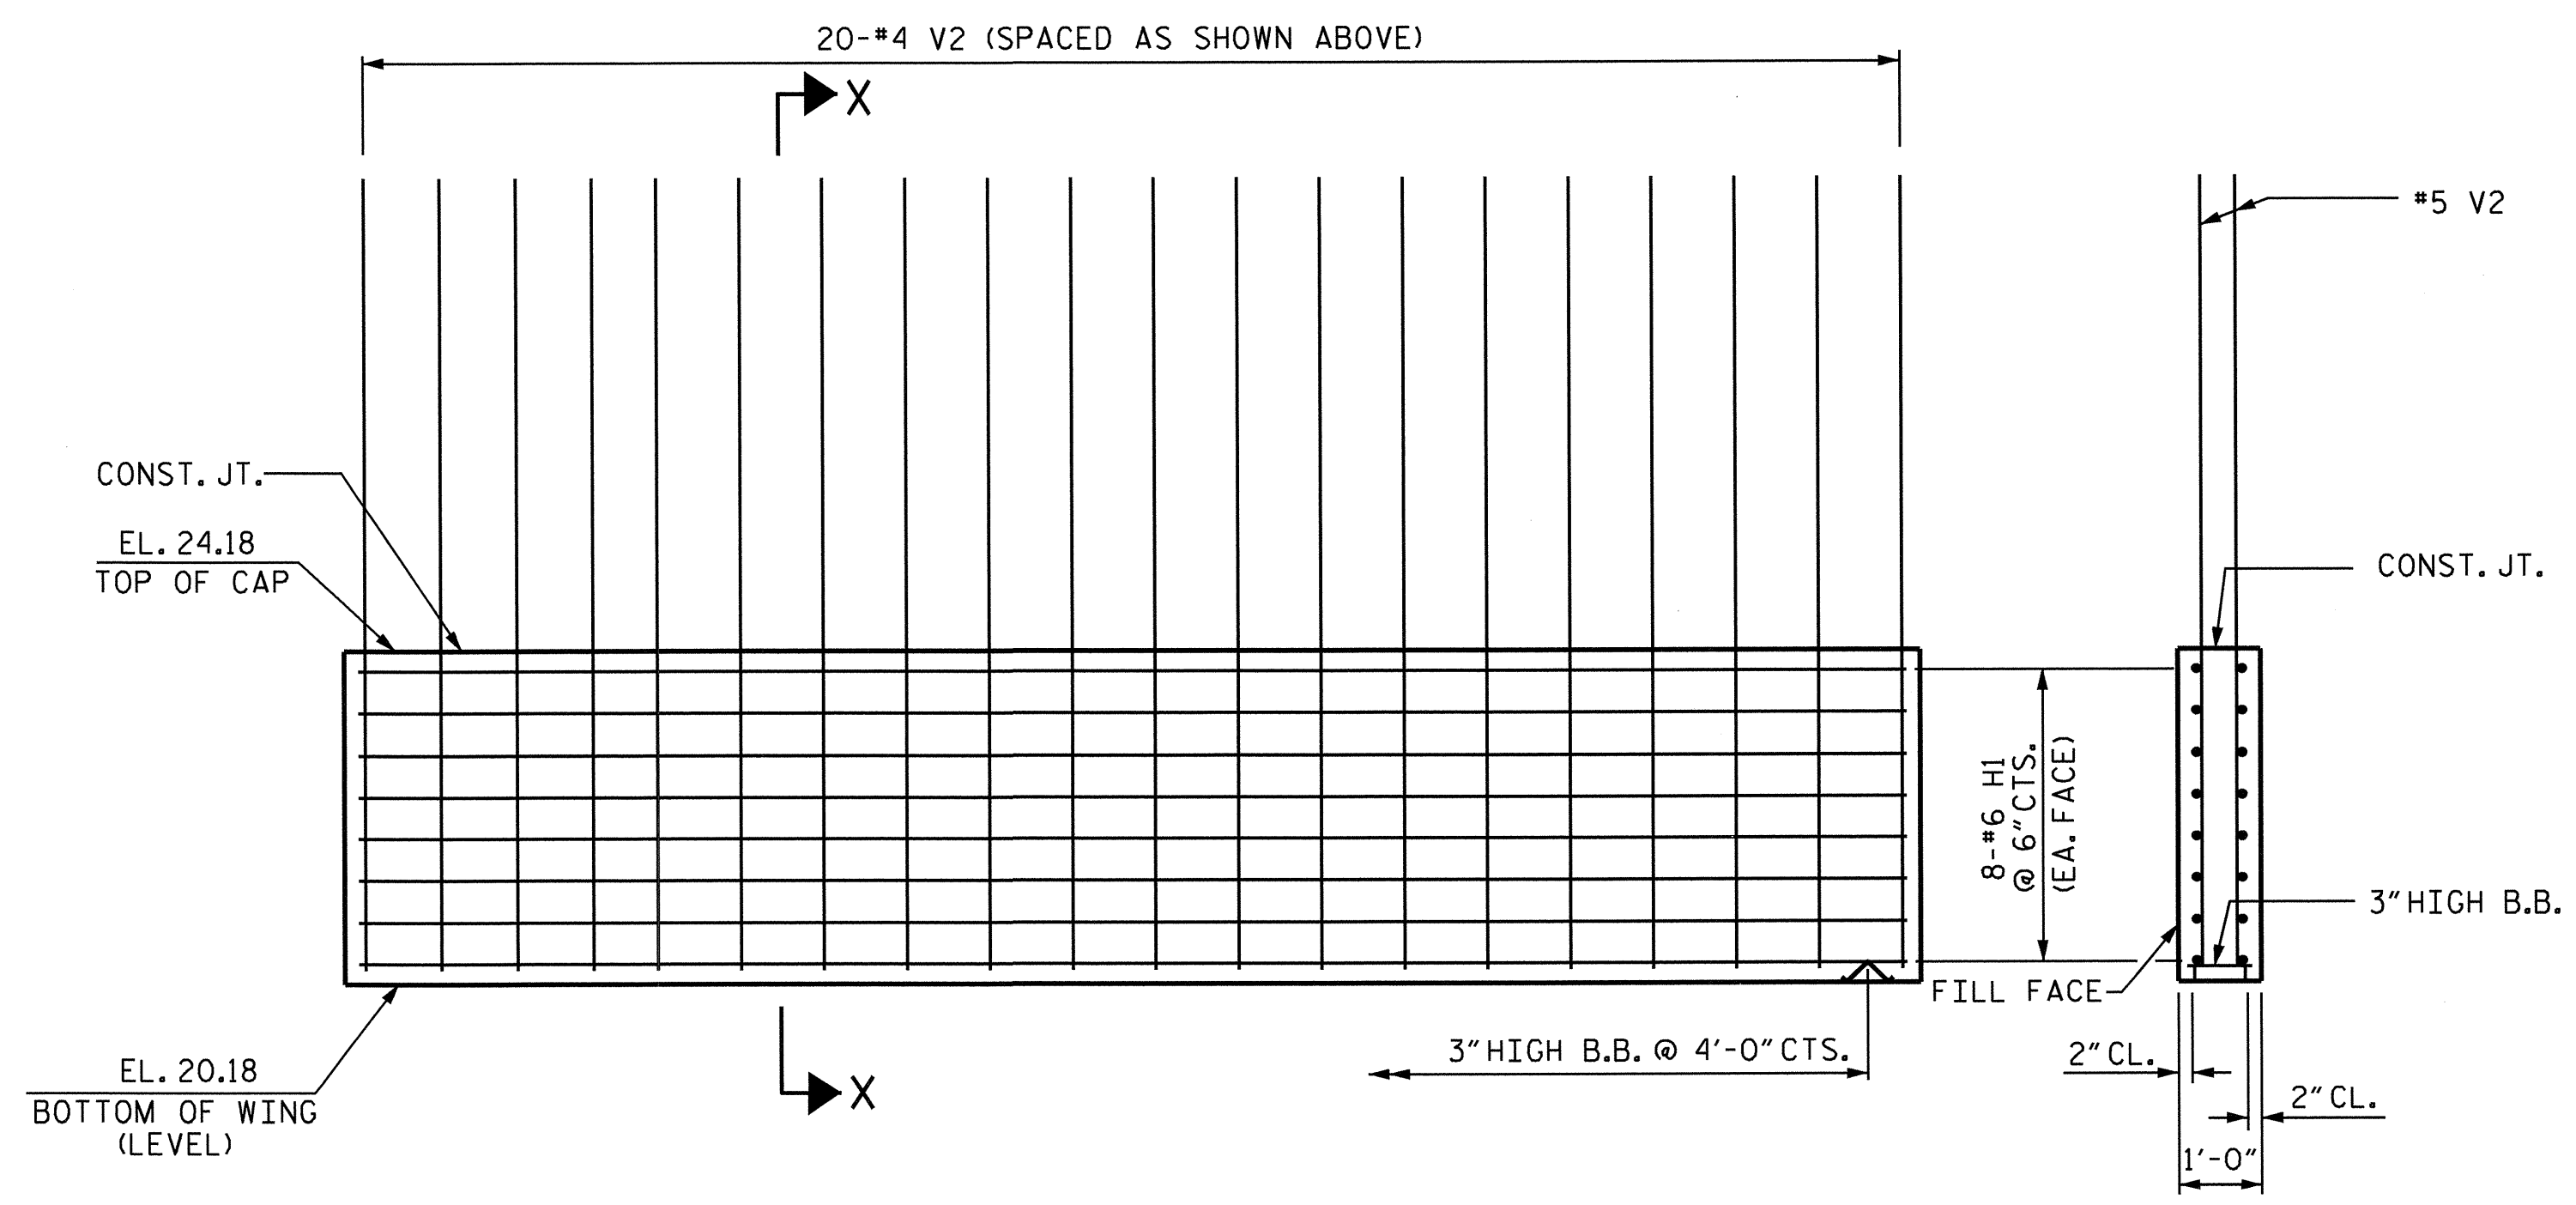 20-#4 V2 (SPACED AS SHOWN ABOVE)
X
#5 V2
CONST. JT.
EL. 24.18
TOP OF CAP
CONST. JT.
8-#6 H1
@ 6" CTS.
(EA. FACE)
3" HIGH B.B.
FILL FACE
3" HIGH B.B. @ 4'-0" CTS.
EL. 20.18
BOTTOM OF WING
(LEVEL)
X
2" CL.
2" CL.
1'-0"